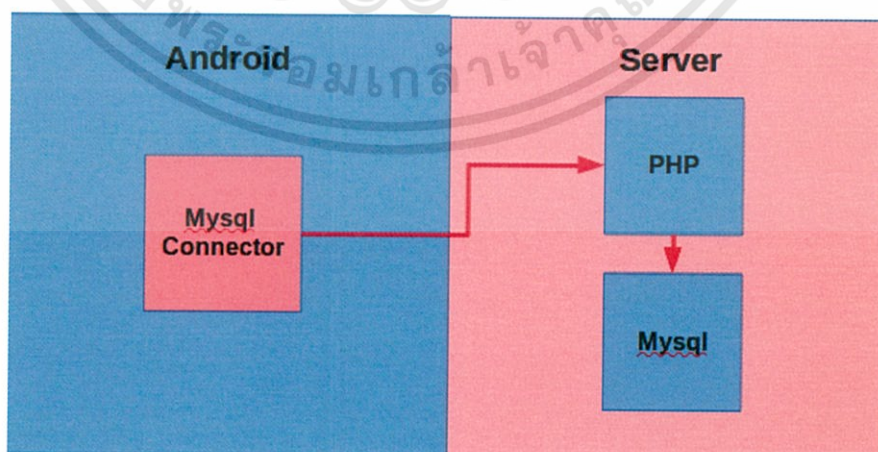 Android
Server
Mysql
Connector
PHP
Mysql